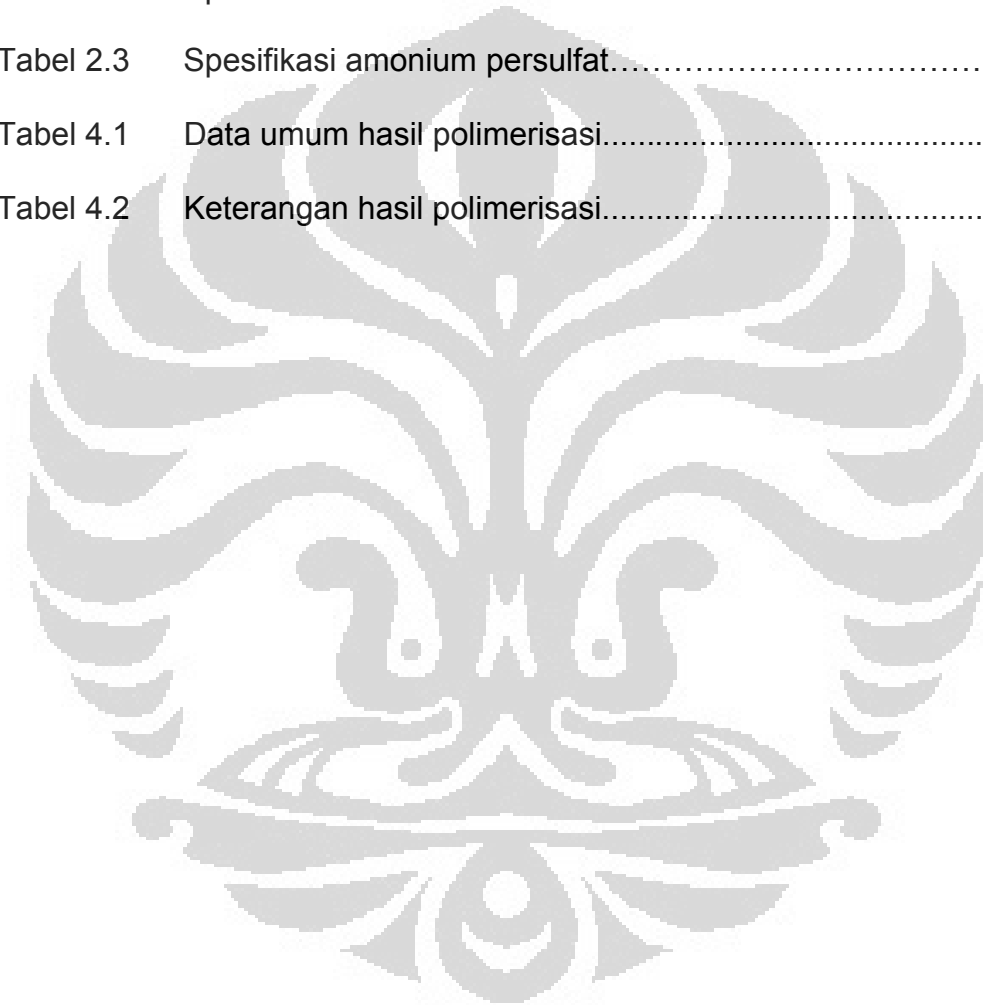 Tabel 2.3 Spesifikasi amonium persulfat……………………………
Tabel 4.1 Data umum hasil polimerisasi...........................................
Tabel 4.2 Keterangan hasil polimerisasi...........................................